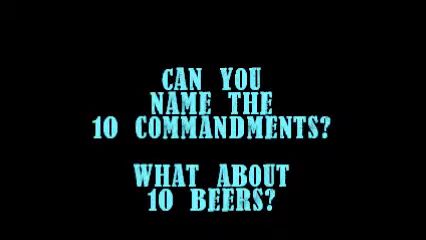 CAN YOU
NAME THE
10 COMMANDMENTS?
WHAT ABOUT
10 BEERS?